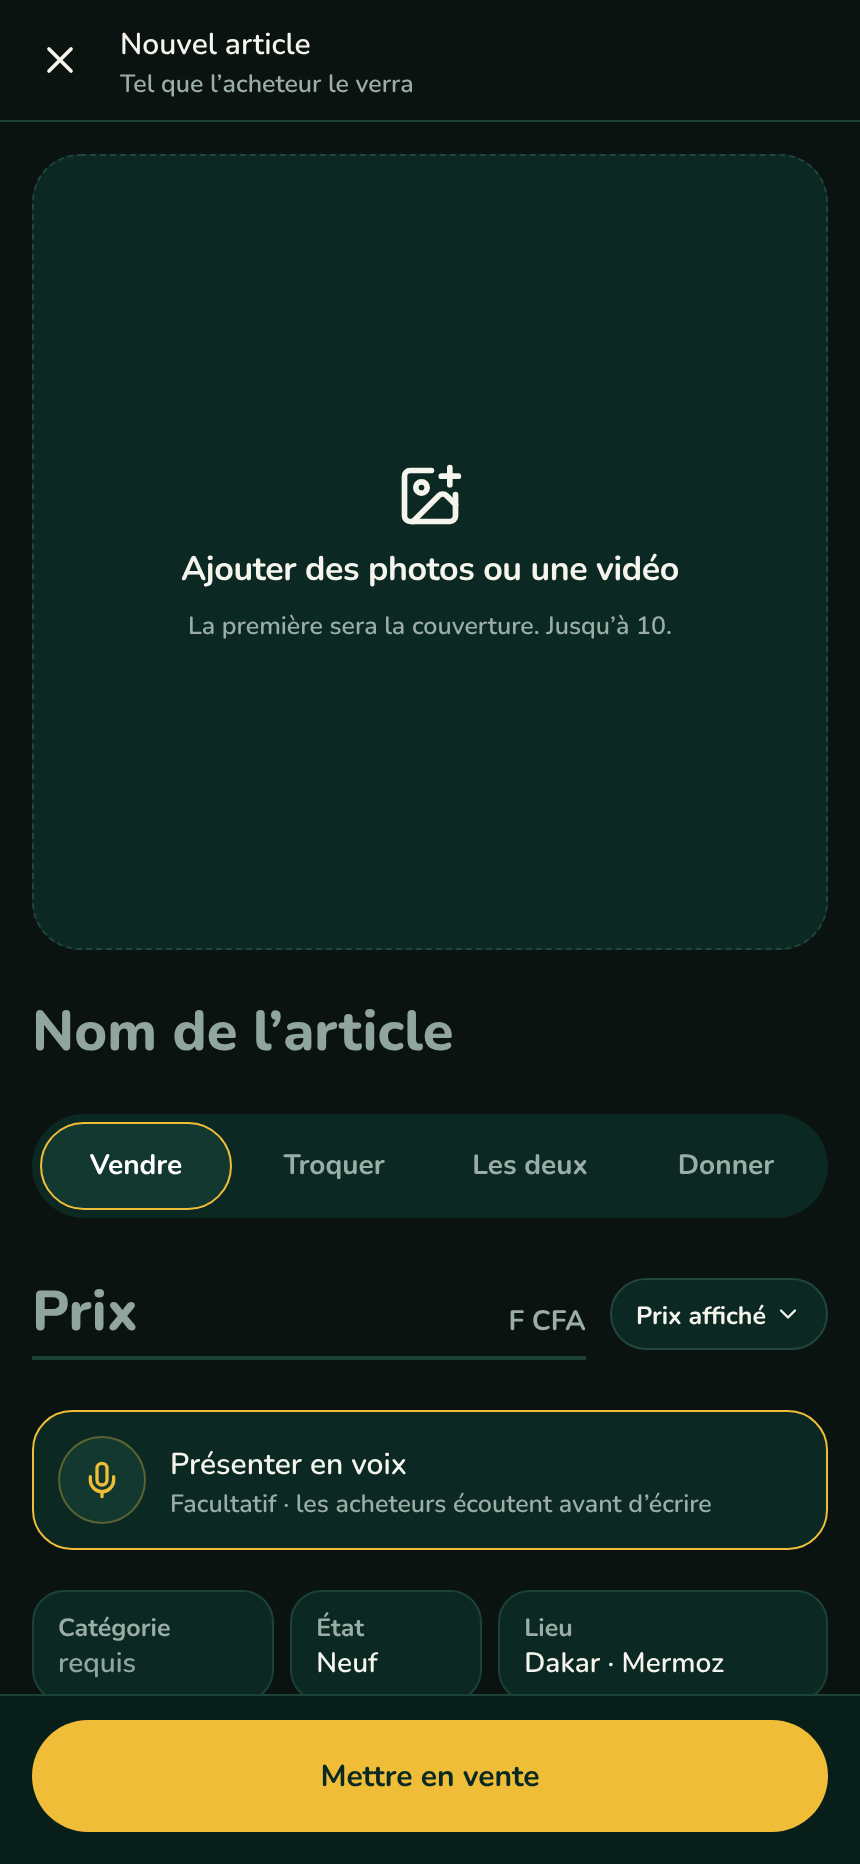 Nouvel article
Tel que l’acheteur le verra
Ajouter des photos ou une vidéo
La première sera la couverture. Jusqu’à 10.
Nom de l’article
Vendre Troquer Les deux Donner
Prix F CFA Prix affiché
Présenter en voix
Facultatif · les acheteurs écoutent avant d’écrire
Catégorie État Lieu
requis Neuf Dakar · Mermoz
Mettre en vente